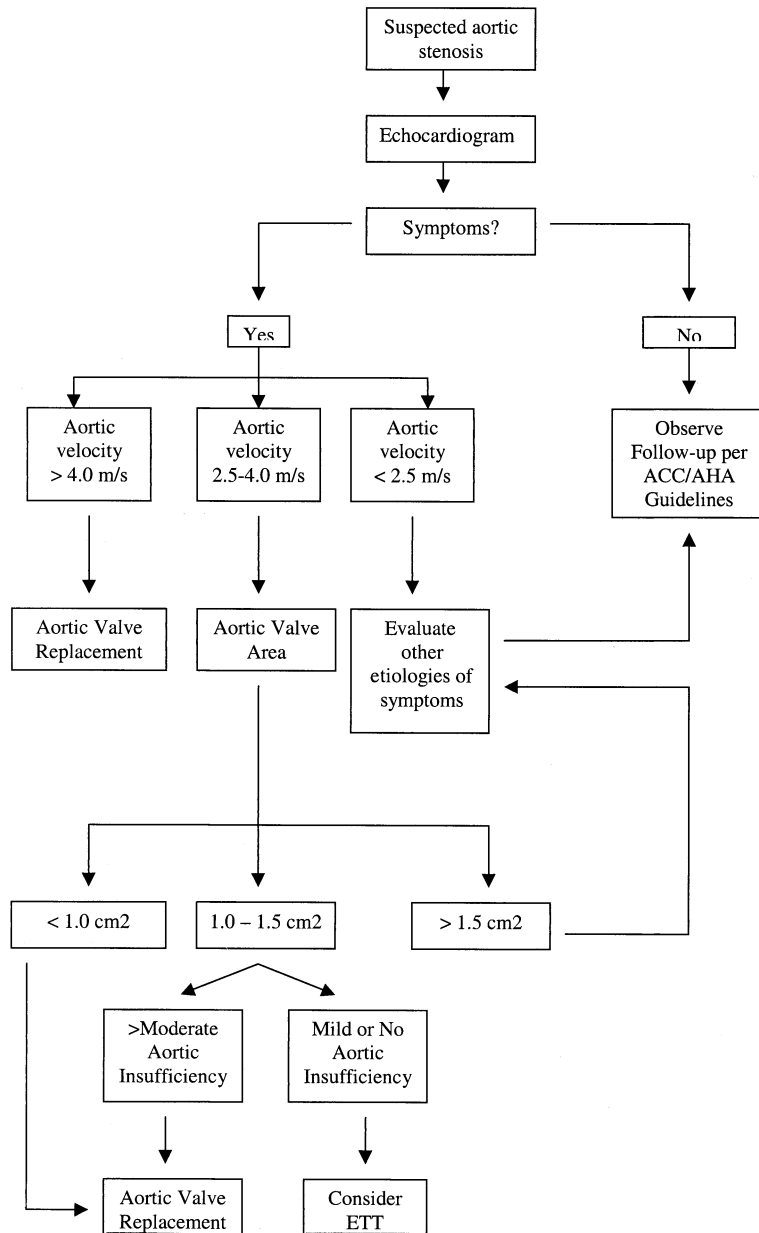 Suspected aortic
stenosis
Echocardiogram
Symptoms?
Yes
No
Aortic
velocity
> 4.0 m/s
Aortic
velocity
2.5-4.0 m/s
Aortic
velocity
< 2.5 m/s
Observe
Follow-up per
ACC/AHA
Guidelines
Aortic Valve
Replacement
Aortic Valve
Area
Evaluate
other
etiologies of
symptoms
< 1.0 cm2
1.0 – 1.5 cm2
> 1.5 cm2
>Moderate
Aortic
Insufficiency
Mild or No
Aortic
Insufficiency
Aortic Valve
Replacement
Consider
ETT